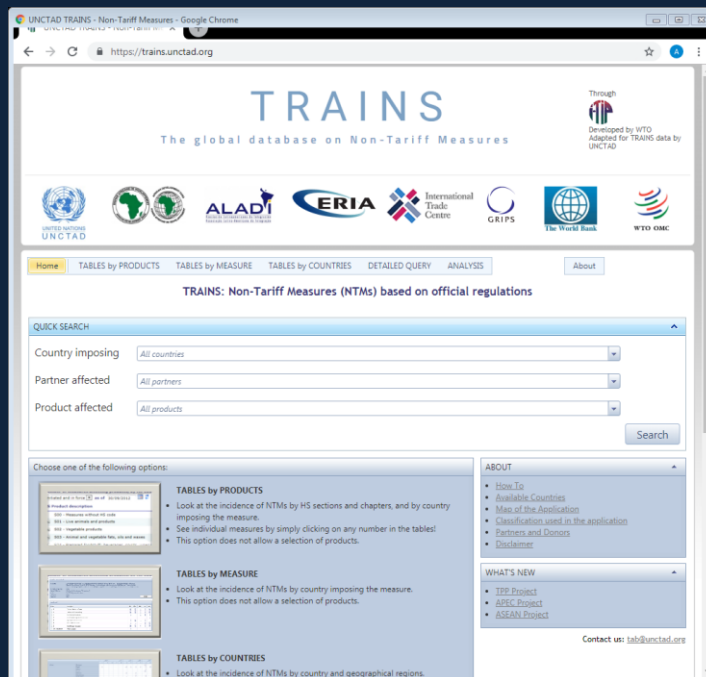 UNCTAD TRAINS - Non-Tariff Measures - Google Chrome
https://trains.unctad.org
A
TRAINS
The global database on Non-Tariff Measures
Through
Developed by WTO
Adapted for TRAINS data by
UNCTAD
UNITED NATIONS
UNCTAD
ALADI
ERIA
International
Trade
Centre
GRIPS
The World Bank
WTO OMC
Home TABLES by PRODUCTS TABLES by MEASURE TABLES by COUNTRIES DETAILED QUERY ANALYSIS About
TRAINS: Non-Tariff Measures (NTMs) based on official regulations
QUICK SEARCH
Country imposing All countries
Partner affected All partners
Product affected All products
Search
Choose one of the following options:
TABLES by PRODUCTS
Look at the incidence of NTMs by HS sections and chapters, and by country
imposing the measure.
See individual measures by simply clicking on any number in the tables!
This option does not allow a selection of products.
TABLES by MEASURE
Look at the incidence of NTMs by country imposing the measure.
This option does not allow a selection of products.
TABLES by COUNTRIES
Look at the incidence of NTMs by country and geographical regions.
ABOUT
How To
Available Countries
Map of the Application
Classification used in the application
Partners and Donors
Disclaimer
WHAT'S NEW
TPP Project
APEC Project
ASEAN Project
Contact us: tab@unctad.org